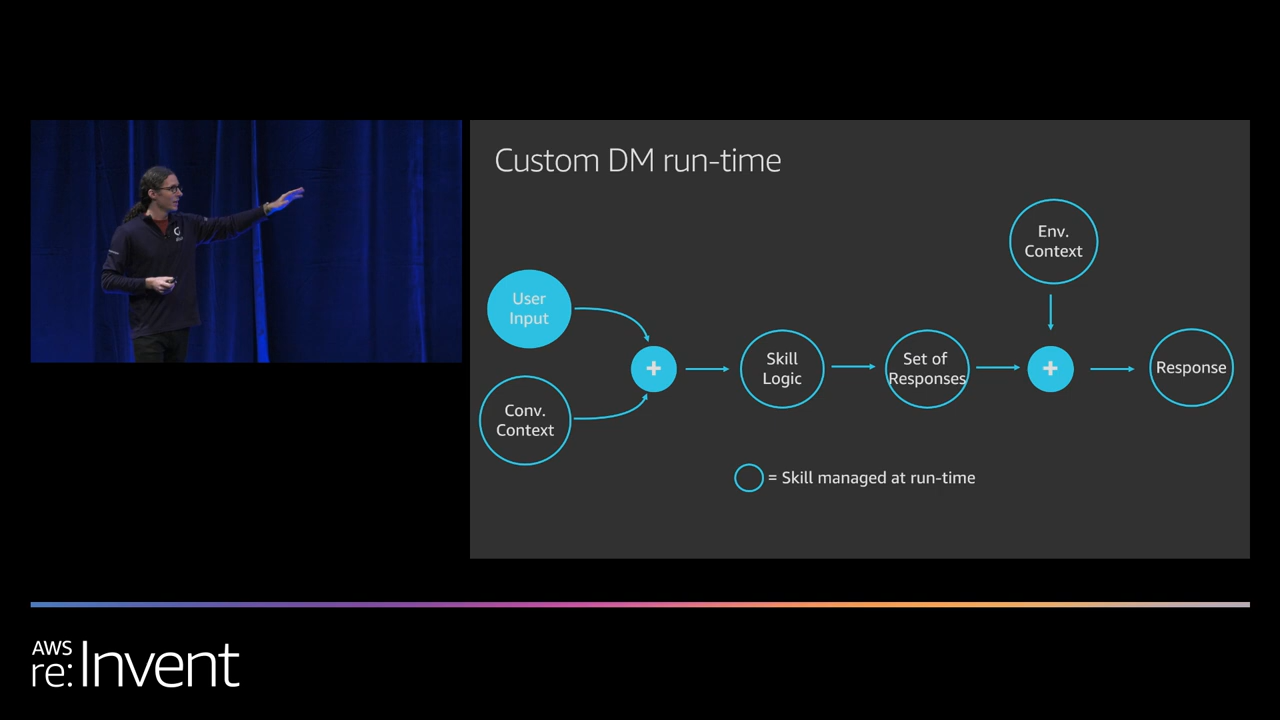 Custom DM run-time
Env.
Context
User
Input
+
Skill
Logic
Set of
Responses
+
Response
Conv.
Context
= Skill managed at run-time
AWS
re:Invent